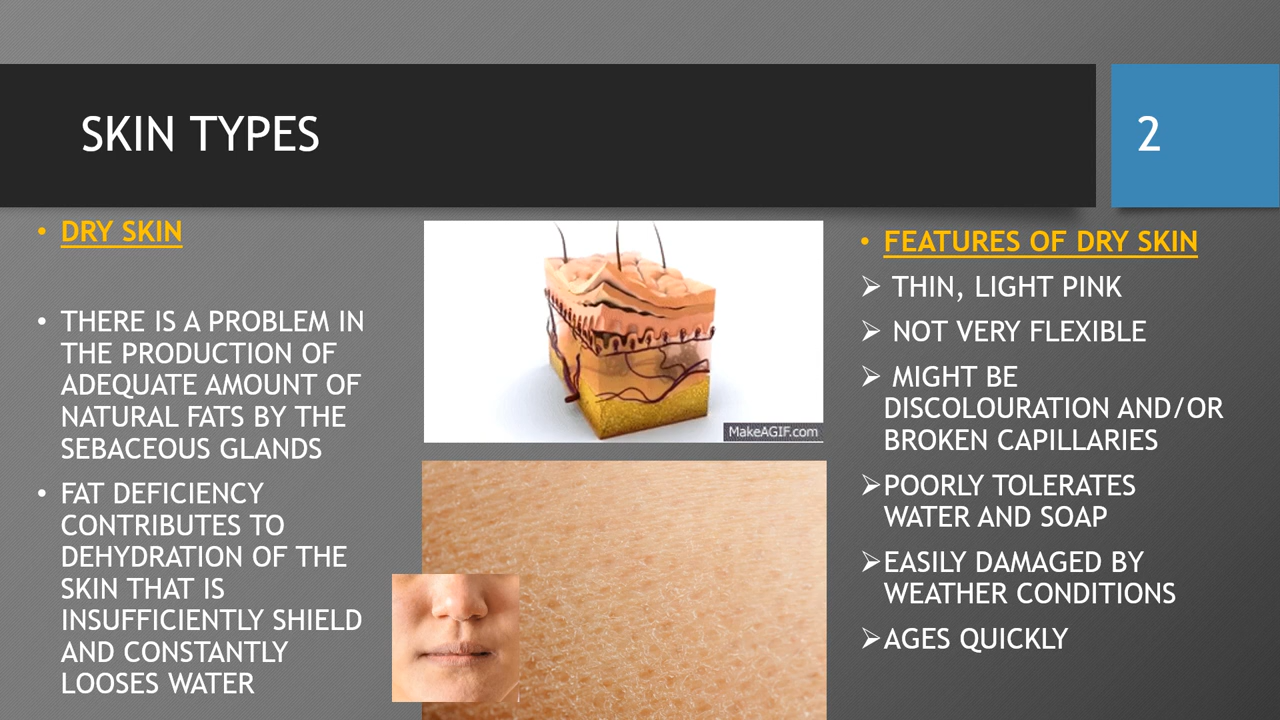 SKIN TYPES
2
• DRY SKIN
• THERE IS A PROBLEM IN
THE PRODUCTION OF
ADEQUATE AMOUNT OF
NATURAL FATS BY THE
SEBACEOUS GLANDS
• FAT DEFICIENCY
CONTRIBUTES TO
DEHYDRATION OF THE
SKIN THAT IS
INSUFFICIENTLY SHIELD
AND CONSTANTLY
LOOSES WATER
MakeAGIF.com
• FEATURES OF DRY SKIN
➢ THIN, LIGHT PINK
➢ NOT VERY FLEXIBLE
➢ MIGHT BE
DISCOLOURATION AND/OR
BROKEN CAPILLARIES
➢POORLY TOLERATES
WATER AND SOAP
➢EASILY DAMAGED BY
WEATHER CONDITIONS
➢AGES QUICKLY